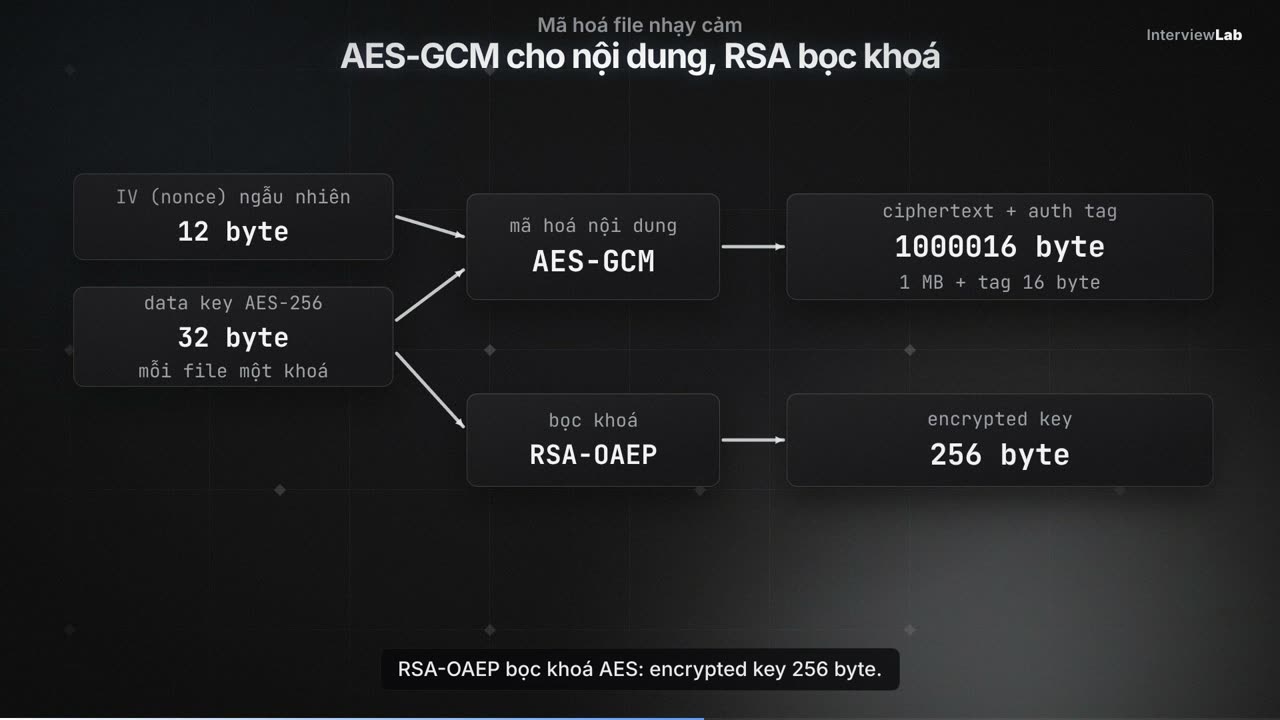 Mã hoá file nhạy cảm
AES-GCM cho nội dung, RSA bọc khoá
InterviewLab
IV (nonce) ngẫu nhiên
12 byte
data key AES-256
32 byte
mỗi file một khoá
mã hoá nội dung
AES-GCM
ciphertext + auth tag
1000016 byte
1 MB + tag 16 byte
bọc khoá
RSA-OAEP
encrypted key
256 byte
RSA-OAEP bọc khoá AES: encrypted key 256 byte.